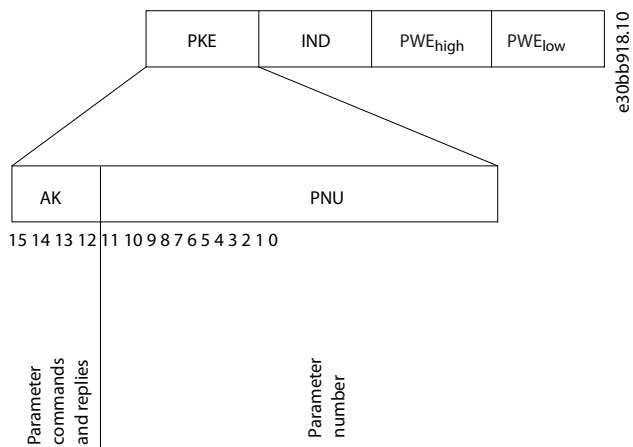 PKE IND PWEhigh PWElow
e30bb918.10
AK PNU
15 14 13 12 11 10 9 8 7 6 5 4 3 2 1 0
Parameter
commands
and replies
Parameter
number